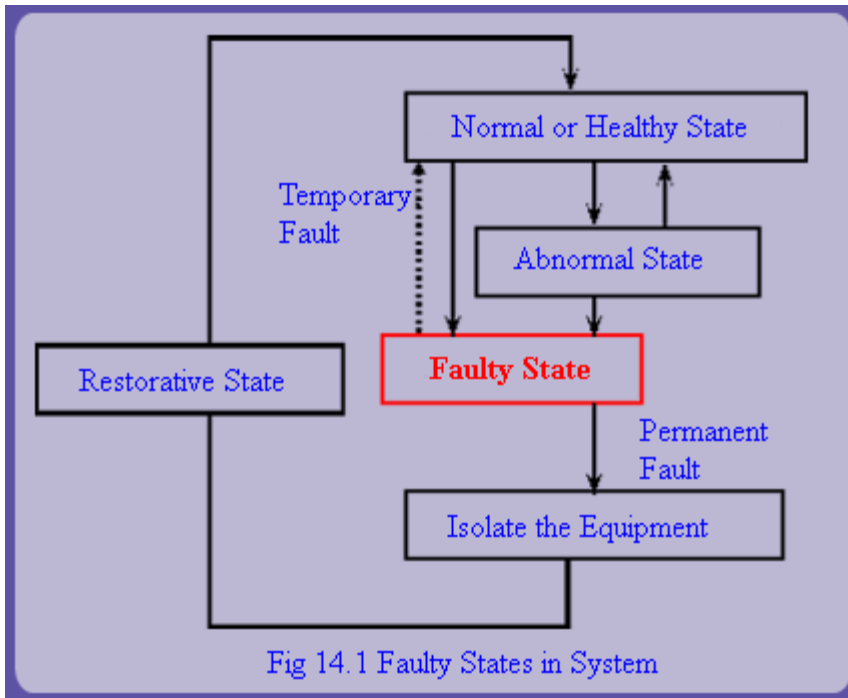 Normal or Healthy State
Temporary
Fault
Abnormal State
Faulty State
Restorative State
Permanent
Fault
Isolate the Equipment
Fig 14.1 Faulty States in System